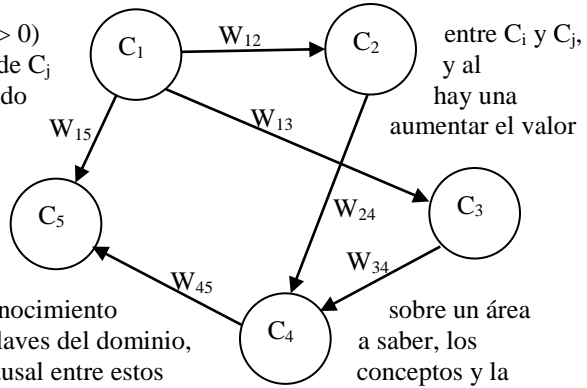 > 0) C₁ W₁₂ C₂ entre Cᵢ y Cⱼ,
de Cⱼ y al
do hay una
W₁₅ W₁₃ aumentar el valor
C₅ W₂₄ C₃
W₄₅ W₃₄
nocimiento C₄ sobre un área
laves del dominio, a saber, los
ausal entre estos conceptos y la